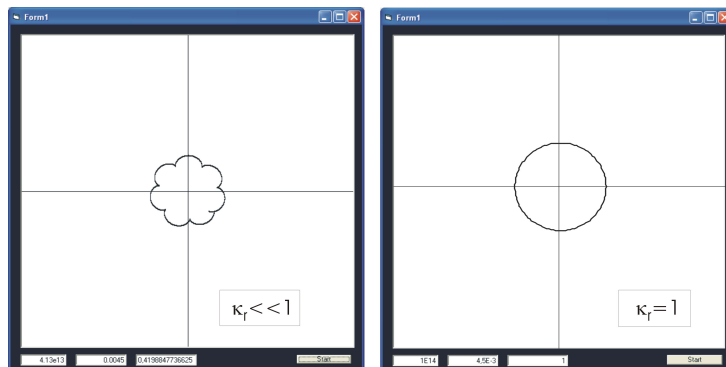 Form1
κr<<1
4.13e13 0.0045 0.4198847736625 Start
Form1
κr=1
1E14 4,5E-3 1 Start